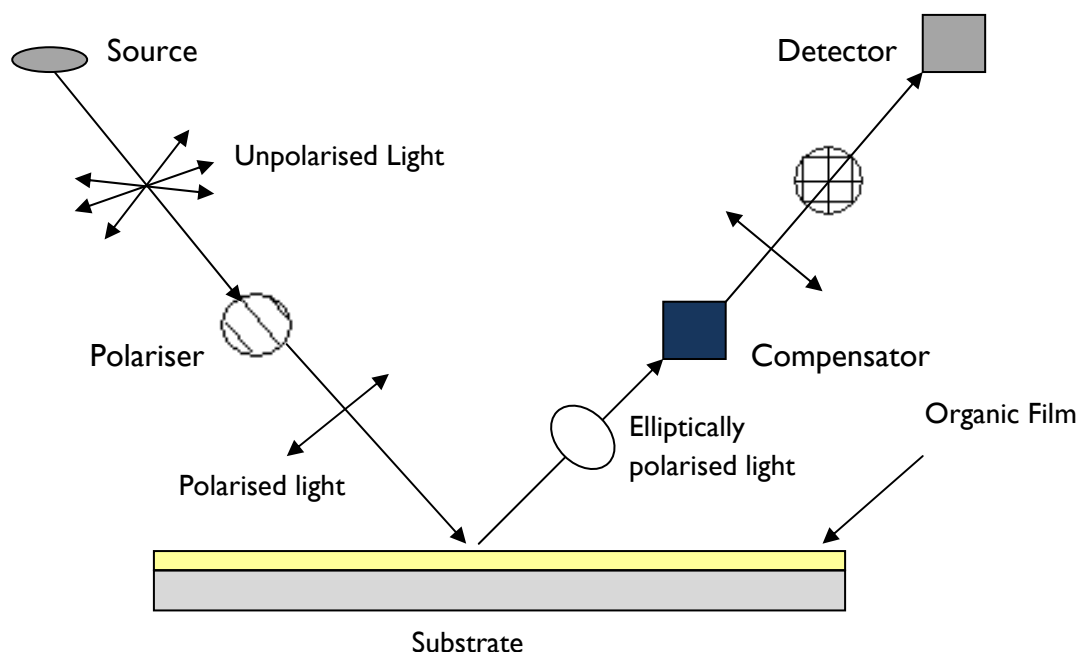 Source
Detector
Unpolarised Light
Polariser
Compensator
Organic Film
Elliptically
polarised light
Polarised light
Substrate